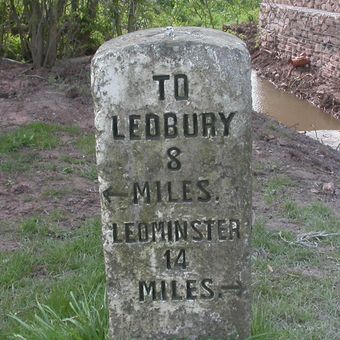 TO
LEDBURY
8
← MILES.
LEOMINSTER
14
MILES. →